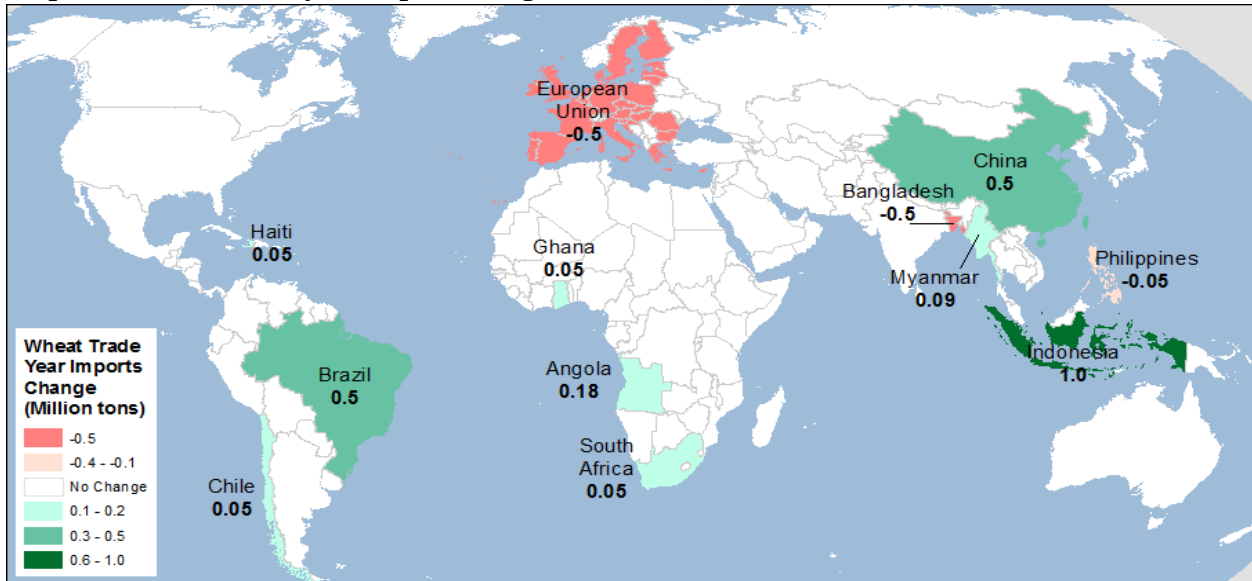 European
Union
-0.5
China
0.5
Bangladesh
-0.5
Haiti
0.05
Ghana
0.05
Philippines
-0.05
Myanmar
0.09
Wheat Trade
Year Imports
Change
(Million tons)
-0.5
-0.4 - -0.1
No Change
0.1 - 0.2
0.3 - 0.5
0.6 - 1.0
Brazil
0.5
Angola
0.18
Indonesia
1.0
South
Africa
0.05
Chile
0.05